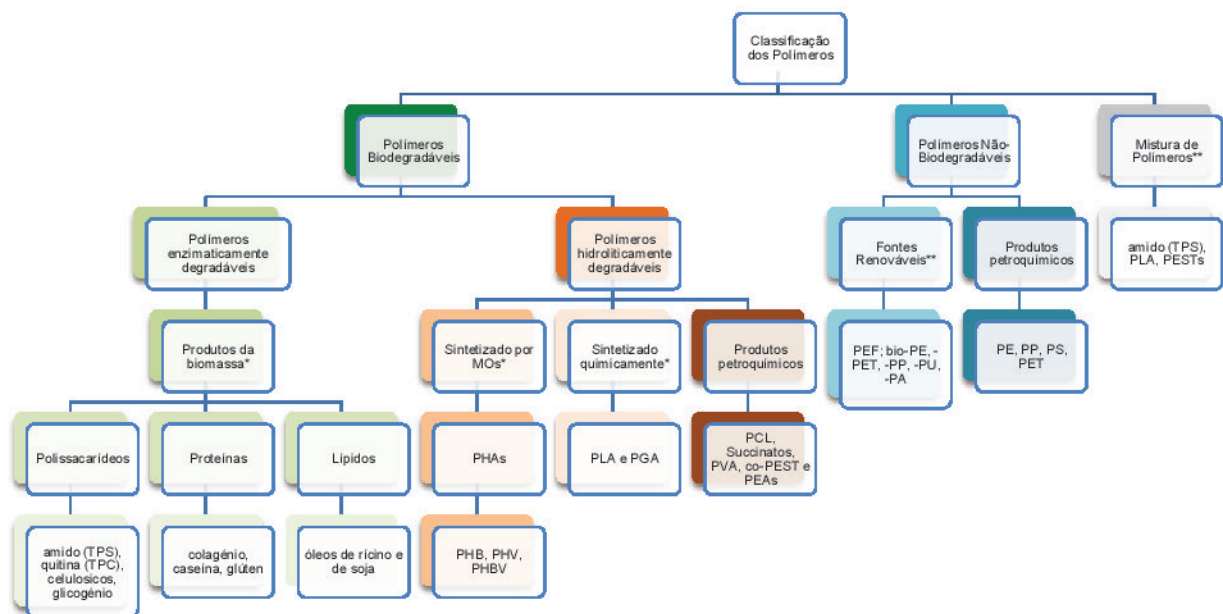 Classificação
dos Polímeros
Polímeros
Biodegradáveis
Polímeros Não-
Biodegradáveis
Mistura de
Polímeros**
Polímeros
enzimaticamente
degradáveis
Polímeros
hidroliticamente
degradáveis
Fontes
Renováveis**
Produtos
petroquímicos
amido (TPS),
PLA, PESTs
Produtos da
biomassa*
Sintetizado por
MOs*
Sintetizado
quimicamente*
Produtos
petroquímicos
PEF; bio-PE, -
PET, -PP, -PU,
-PA
PE, PP, PS,
PET
Polissacarídeos
Proteínas
Lípidos
PHAs
PLA e PGA
PCL,
Succinatos,
PVA, co-PEST e
PEAs
amido (TPS),
quitina (TPC),
celulosicos,
glicogénio
colagénio,
caseína, glúten
óleos de rícino e
de soja
PHB, PHV,
PHBV